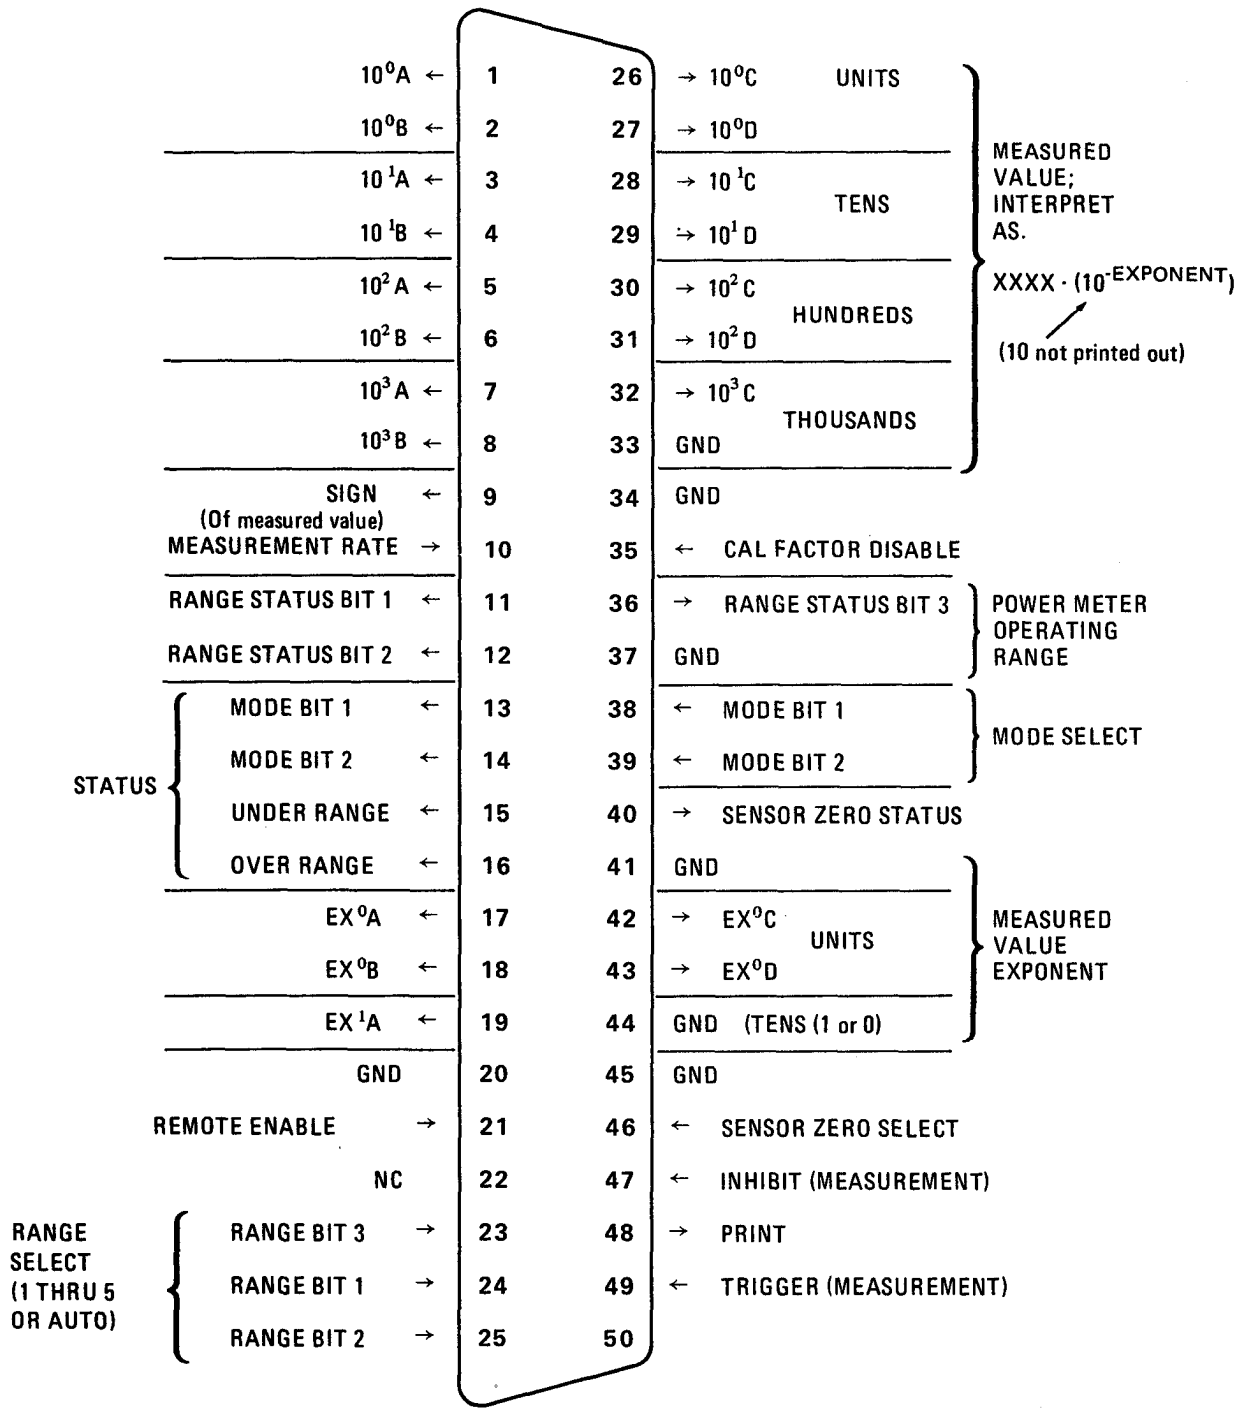 10⁰A ← 1 26 → 10⁰C UNITS
10⁰B ← 2 27 → 10⁰D
10¹A ← 3 28 → 10¹C
TENS
10¹B ← 4 29 → 10¹D
10²A ← 5 30 → 10²C
HUNDREDS
10²B ← 6 31 → 10²D
10³A ← 7 32 → 10³C
THOUSANDS
10³B ← 8 33 GND
MEASURED
VALUE;
INTERPRET
AS.
XXXX · (10⁻EXPONENT)
(10 not printed out)
SIGN ← 9 34 GND
(Of measured value)
MEASUREMENT RATE → 10 35 ← CAL FACTOR DISABLE
RANGE STATUS BIT 1 ← 11 36 → RANGE STATUS BIT 3
RANGE STATUS BIT 2 ← 12 37 GND
POWER METER
OPERATING
RANGE
STATUS
MODE BIT 1 ← 13 38 ← MODE BIT 1
MODE BIT 2 ← 14 39 ← MODE BIT 2
MODE SELECT
UNDER RANGE ← 15 40 → SENSOR ZERO STATUS
OVER RANGE ← 16 41 GND
EX⁰A ← 17 42 → EX⁰C
UNITS
EX⁰B ← 18 43 → EX⁰D
EX¹A ← 19 44 GND (TENS (1 or 0)
MEASURED
VALUE
EXPONENT
GND 20 45 GND
REMOTE ENABLE → 21 46 ← SENSOR ZERO SELECT
NC 22 47 ← INHIBIT (MEASUREMENT)
RANGE
SELECT
(1 THRU 5
OR AUTO)
RANGE BIT 3 → 23 48 → PRINT
RANGE BIT 1 → 24 49 ← TRIGGER (MEASUREMENT)
RANGE BIT 2 → 25 50